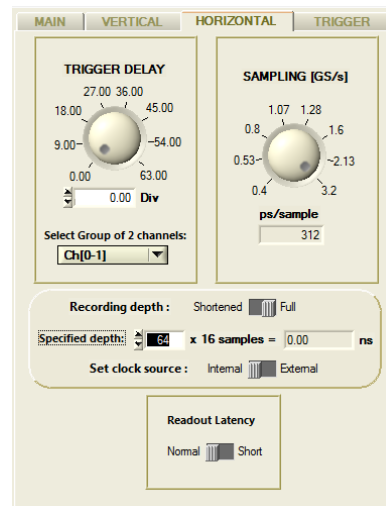 MAIN VERTICAL HORIZONTAL TRIGGER
TRIGGER DELAY
27.00 36.00
18.00 45.00
9.00 54.00
0.00 63.00
0.00 Div
Select Group of 2 channels:
Ch[0-1]
SAMPLING [GS/s]
1.07 1.28
0.8 1.6
0.53 2.13
0.4 3.2
ps/sample
312
Recording depth : Shortened Full
Specified depth: 64 x 16 samples = 0.00 ns
Set clock source : Internal External
Readout Latency
Normal Short